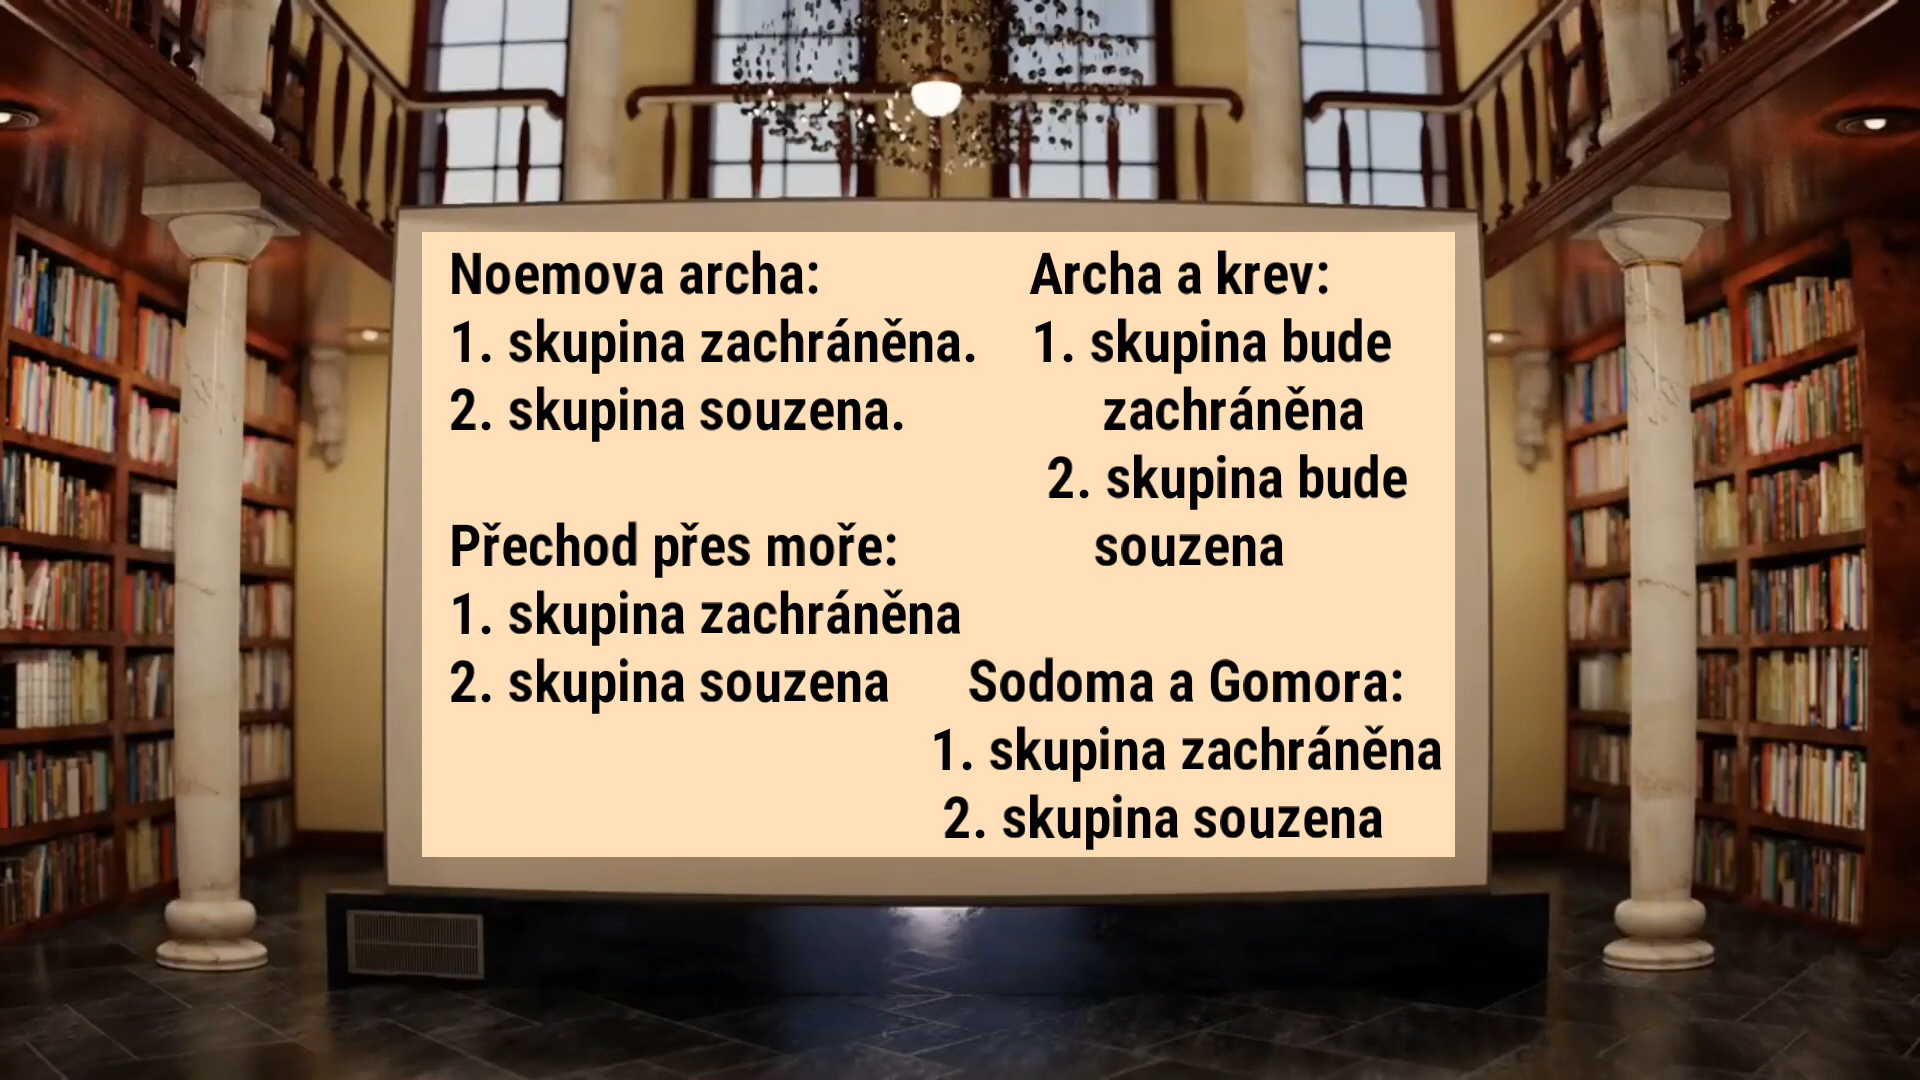 Noemova archa:
1. skupina zachráněna.
2. skupina souzena.
Přechod přes moře:
1. skupina zachráněna
2. skupina souzena
Archa a krev:
1. skupina bude
zachráněna
2. skupina bude
souzena
Sodoma a Gomora:
1. skupina zachráněna
2. skupina souzena